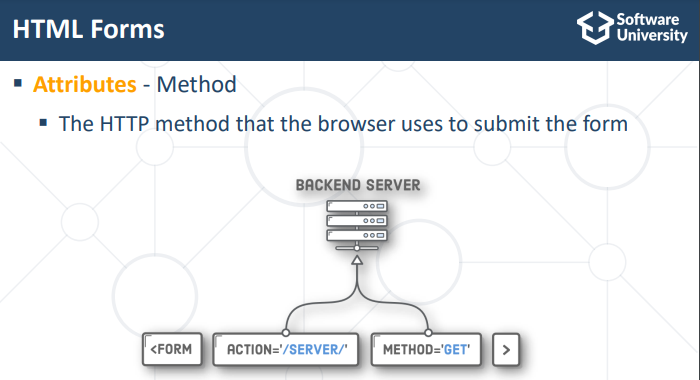 HTML Forms
Software
University
▪ Attributes - Method
▪ The HTTP method that the browser uses to submit the form
BACKEND SERVER
<FORM ACTION='/SERVER/' METHOD='GET' >